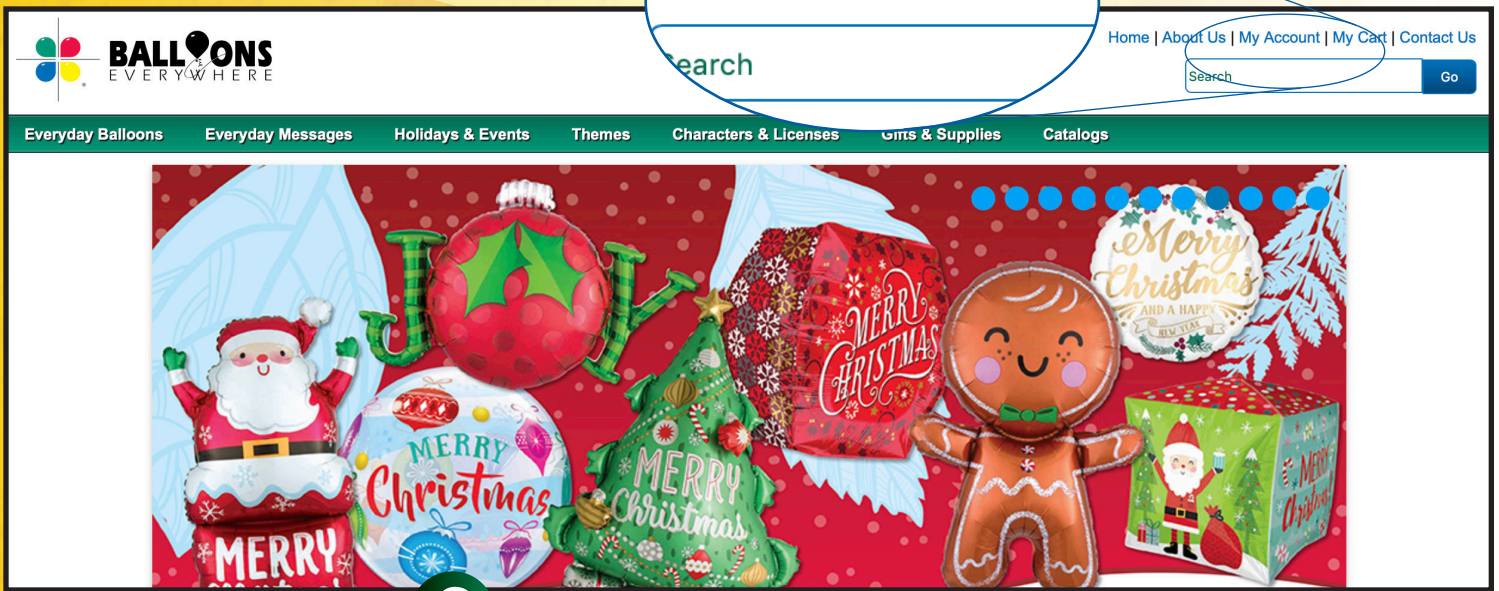 earch
Home | About Us | My Account | My Cart | Contact Us
BALLOONS
EVERYWHERE
Search
Go
Everyday Balloons Everyday Messages Holidays & Events Themes Characters & Licenses Gifts & Supplies Catalogs
JOY
Merry
Christmas
AND A HAPPY
NEW YEAR
MERRY
CHRISTMAS
MERRY
Christmas
MERRY
Christmas
MERRY
Christmas
MERRY